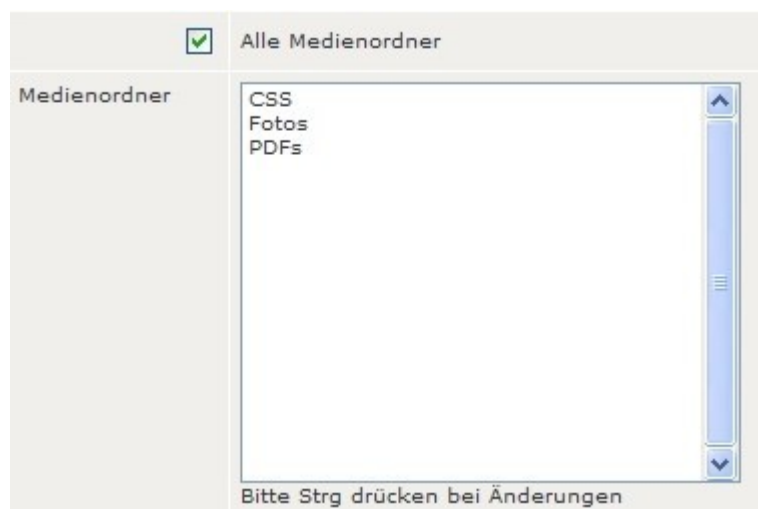 Alle Medienordner
Medienordner
CSS
Fotos
PDFs
Bitte Strg drücken bei Änderungen